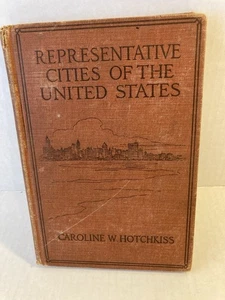 REPRESENTATIVE
CITIES OF THE
UNITED STATES
CAROLINE W. HOTCHKISS